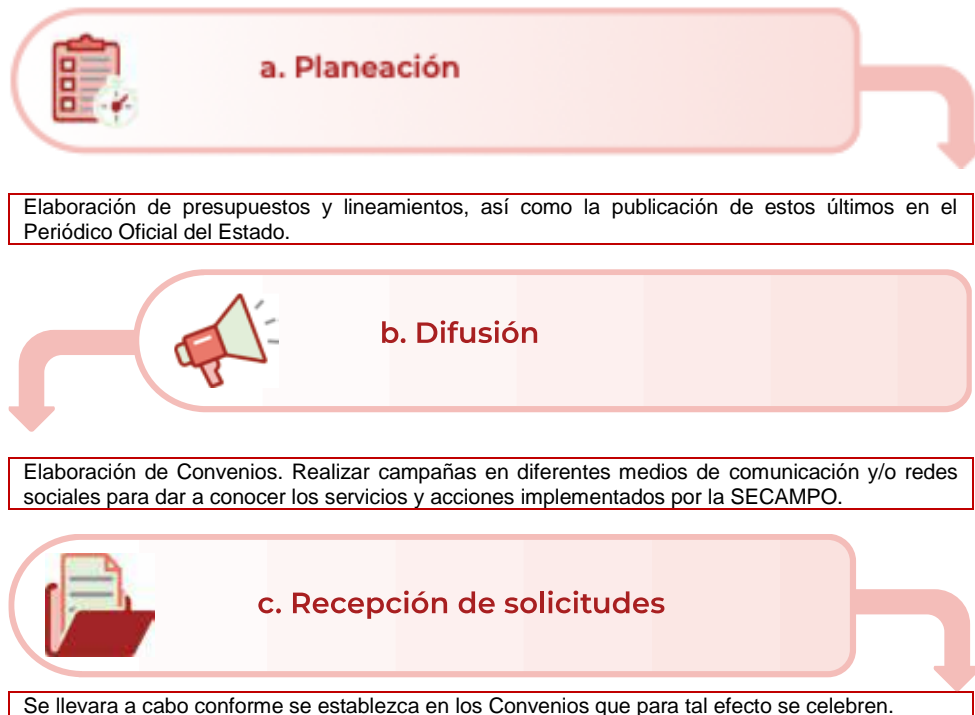 a. Planeación
Elaboración de presupuestos y lineamientos, así como la publicación de estos últimos en el
Periódico Oficial del Estado.
b. Difusión
Elaboración de Convenios. Realizar campañas en diferentes medios de comunicación y/o redes
sociales para dar a conocer los servicios y acciones implementados por la SECAMPO.
c. Recepción de solicitudes
Se llevara a cabo conforme se establezca en los Convenios que para tal efecto se celebren.